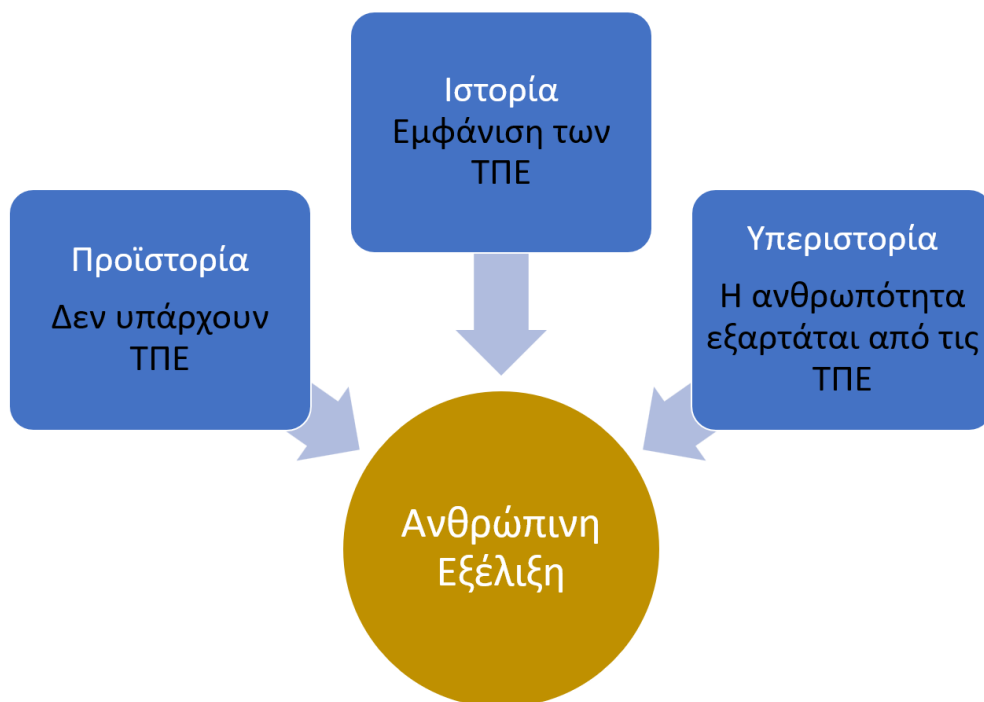 Ιστορία
Εμφάνιση των
ΤΠΕ
Προϊστορία
Δεν υπάρχουν
ΤΠΕ
Υπεριστορία
Η ανθρωπότητα
εξαρτάται από τις
ΤΠΕ
Ανθρώπινη
Εξέλιξη